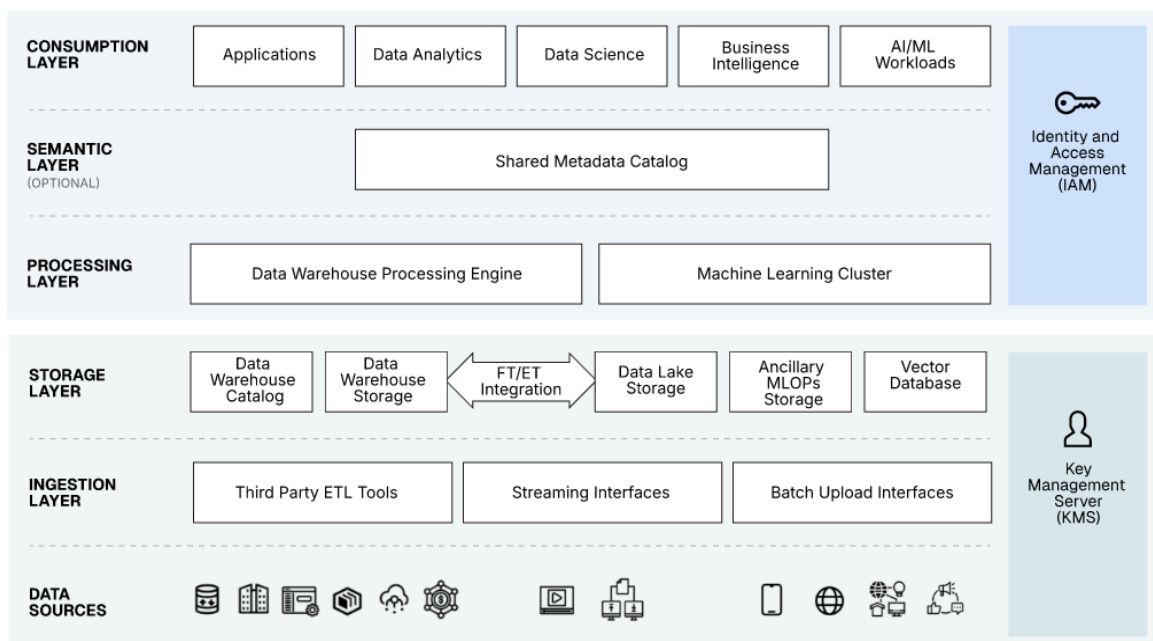 CONSUMPTION
LAYER
Applications
Data Analytics
Data Science
Business
Intelligence
AI/ML
Workloads
Identity and
Access
Management
(IAM)
SEMANTIC
LAYER
(OPTIONAL)
Shared Metadata Catalog
PROCESSING
LAYER
Data Warehouse Processing Engine
Machine Learning Cluster
STORAGE
LAYER
Data
Warehouse
Catalog
Data
Warehouse
Storage
FT/ET
Integration
Data Lake
Storage
Ancillary
MLOPs
Storage
Vector
Database
Key
Management
Server
(KMS)
INGESTION
LAYER
Third Party ETL Tools
Streaming Interfaces
Batch Upload Interfaces
DATA
SOURCES